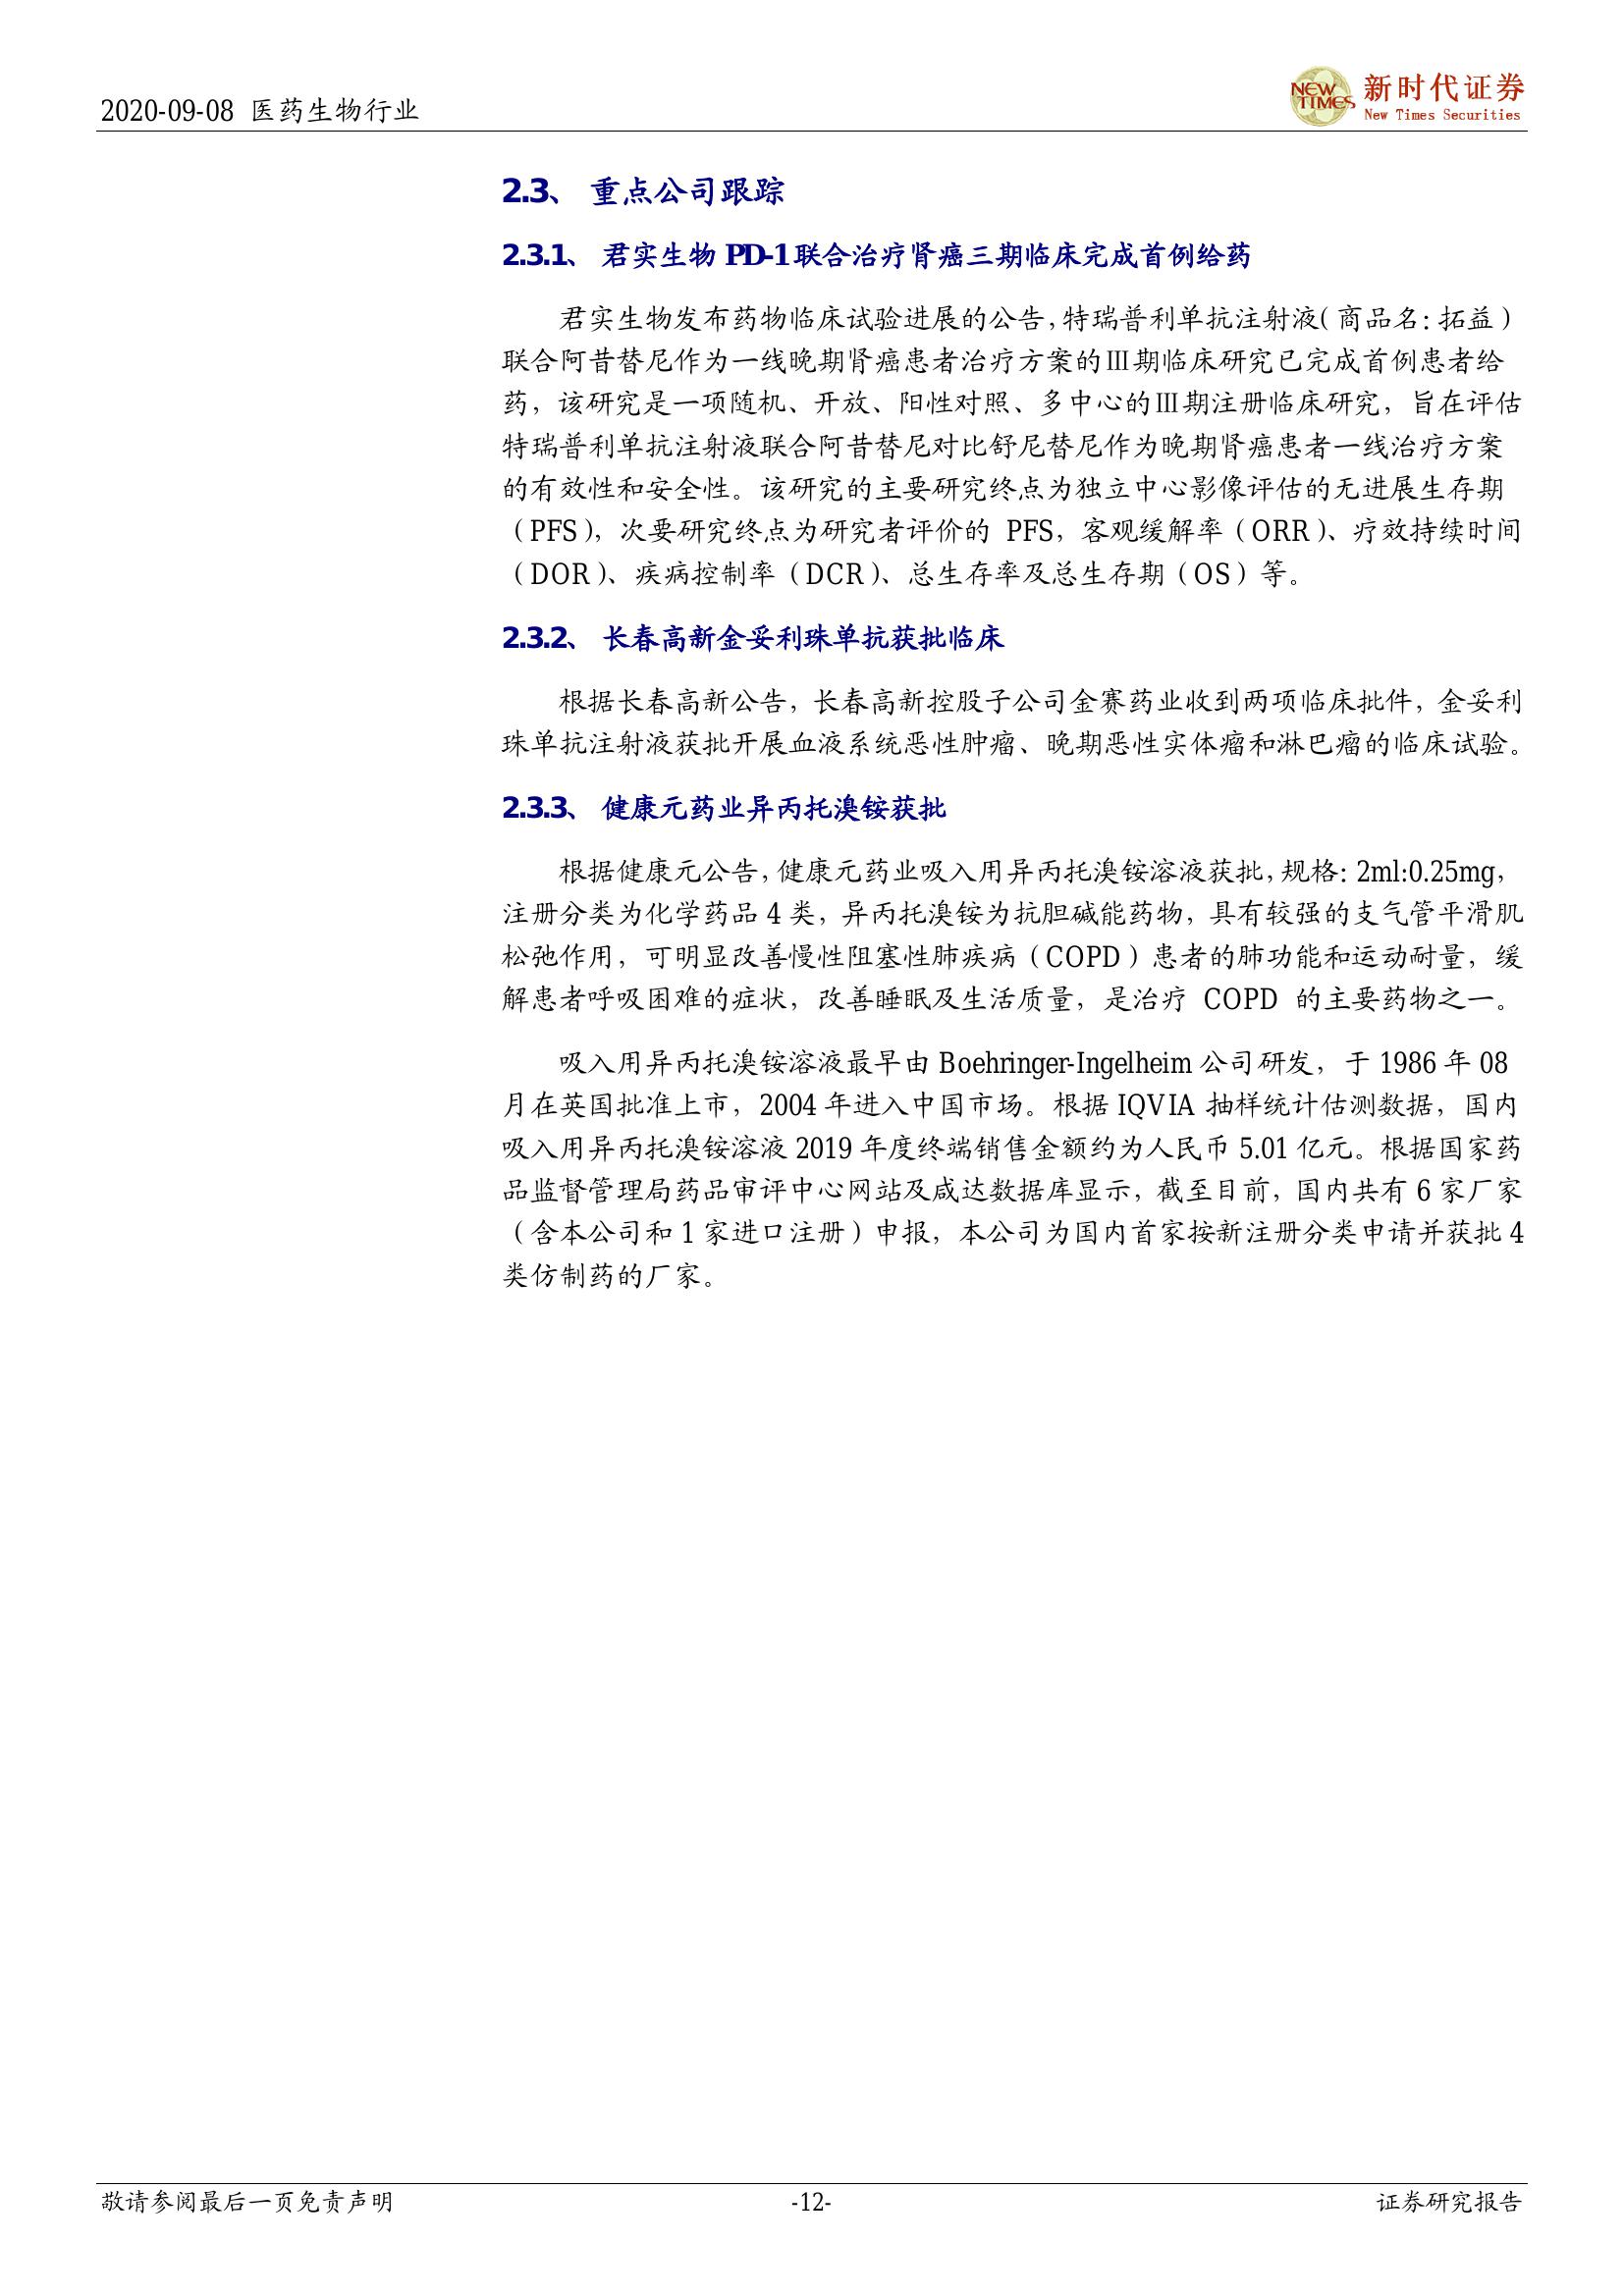 2020-09-08 医药生物行业
NEW TIMES 新时代证券
New Times Securities
2.3、 重点公司跟踪
2.3.1、 君实生物 PD-1 联合治疗肾癌三期临床完成首例给药
君实生物发布药物临床试验进展的公告，特瑞普利单抗注射液（商品名：拓益）
联合阿昔替尼作为一线晚期肾癌患者治疗方案的Ⅲ期临床研究已完成首例患者给
药，该研究是一项随机、开放、阳性对照、多中心的Ⅲ期注册临床研究，旨在评估
特瑞普利单抗注射液联合阿昔替尼对比舒尼替尼作为晚期肾癌患者一线治疗方案
的有效性和安全性。该研究的主要研究终点为独立中心影像评估的无进展生存期
（PFS），次要研究终点为研究者评价的 PFS，客观缓解率（ORR）、疗效持续时间
（DOR）、疾病控制率（DCR）、总生存率及总生存期（OS）等。
2.3.2、 长春高新金妥利珠单抗获批临床
根据长春高新公告，长春高新控股子公司金赛药业收到两项临床批件，金妥利
珠单抗注射液获批开展血液系统恶性肿瘤、晚期恶性实体瘤和淋巴瘤的临床试验。
2.3.3、 健康元药业异丙托溴铵获批
根据健康元公告，健康元药业吸入用异丙托溴铵溶液获批，规格：2ml:0.25mg，
注册分类为化学药品 4 类，异丙托溴铵为抗胆碱能药物，具有较强的支气管平滑肌
松弛作用，可明显改善慢性阻塞性肺疾病（COPD）患者的肺功能和运动耐量，缓
解患者呼吸困难的症状，改善睡眠及生活质量，是治疗 COPD 的主要药物之一。
吸入用异丙托溴铵溶液最早由 Boehringer-Ingelheim 公司研发，于 1986 年 08
月在英国批准上市，2004 年进入中国市场。根据 IQVIA 抽样统计估测数据，国内
吸入用异丙托溴铵溶液 2019 年度终端销售金额约为人民币 5.01 亿元。根据国家药
品监督管理局药品审评中心网站及咸达数据库显示，截至目前，国内共有 6 家厂家
（含本公司和 1 家进口注册）申报，本公司为国内首家按新注册分类申请并获批 4
类仿制药的厂家。
敬请参阅最后一页免责声明 -12- 证券研究报告